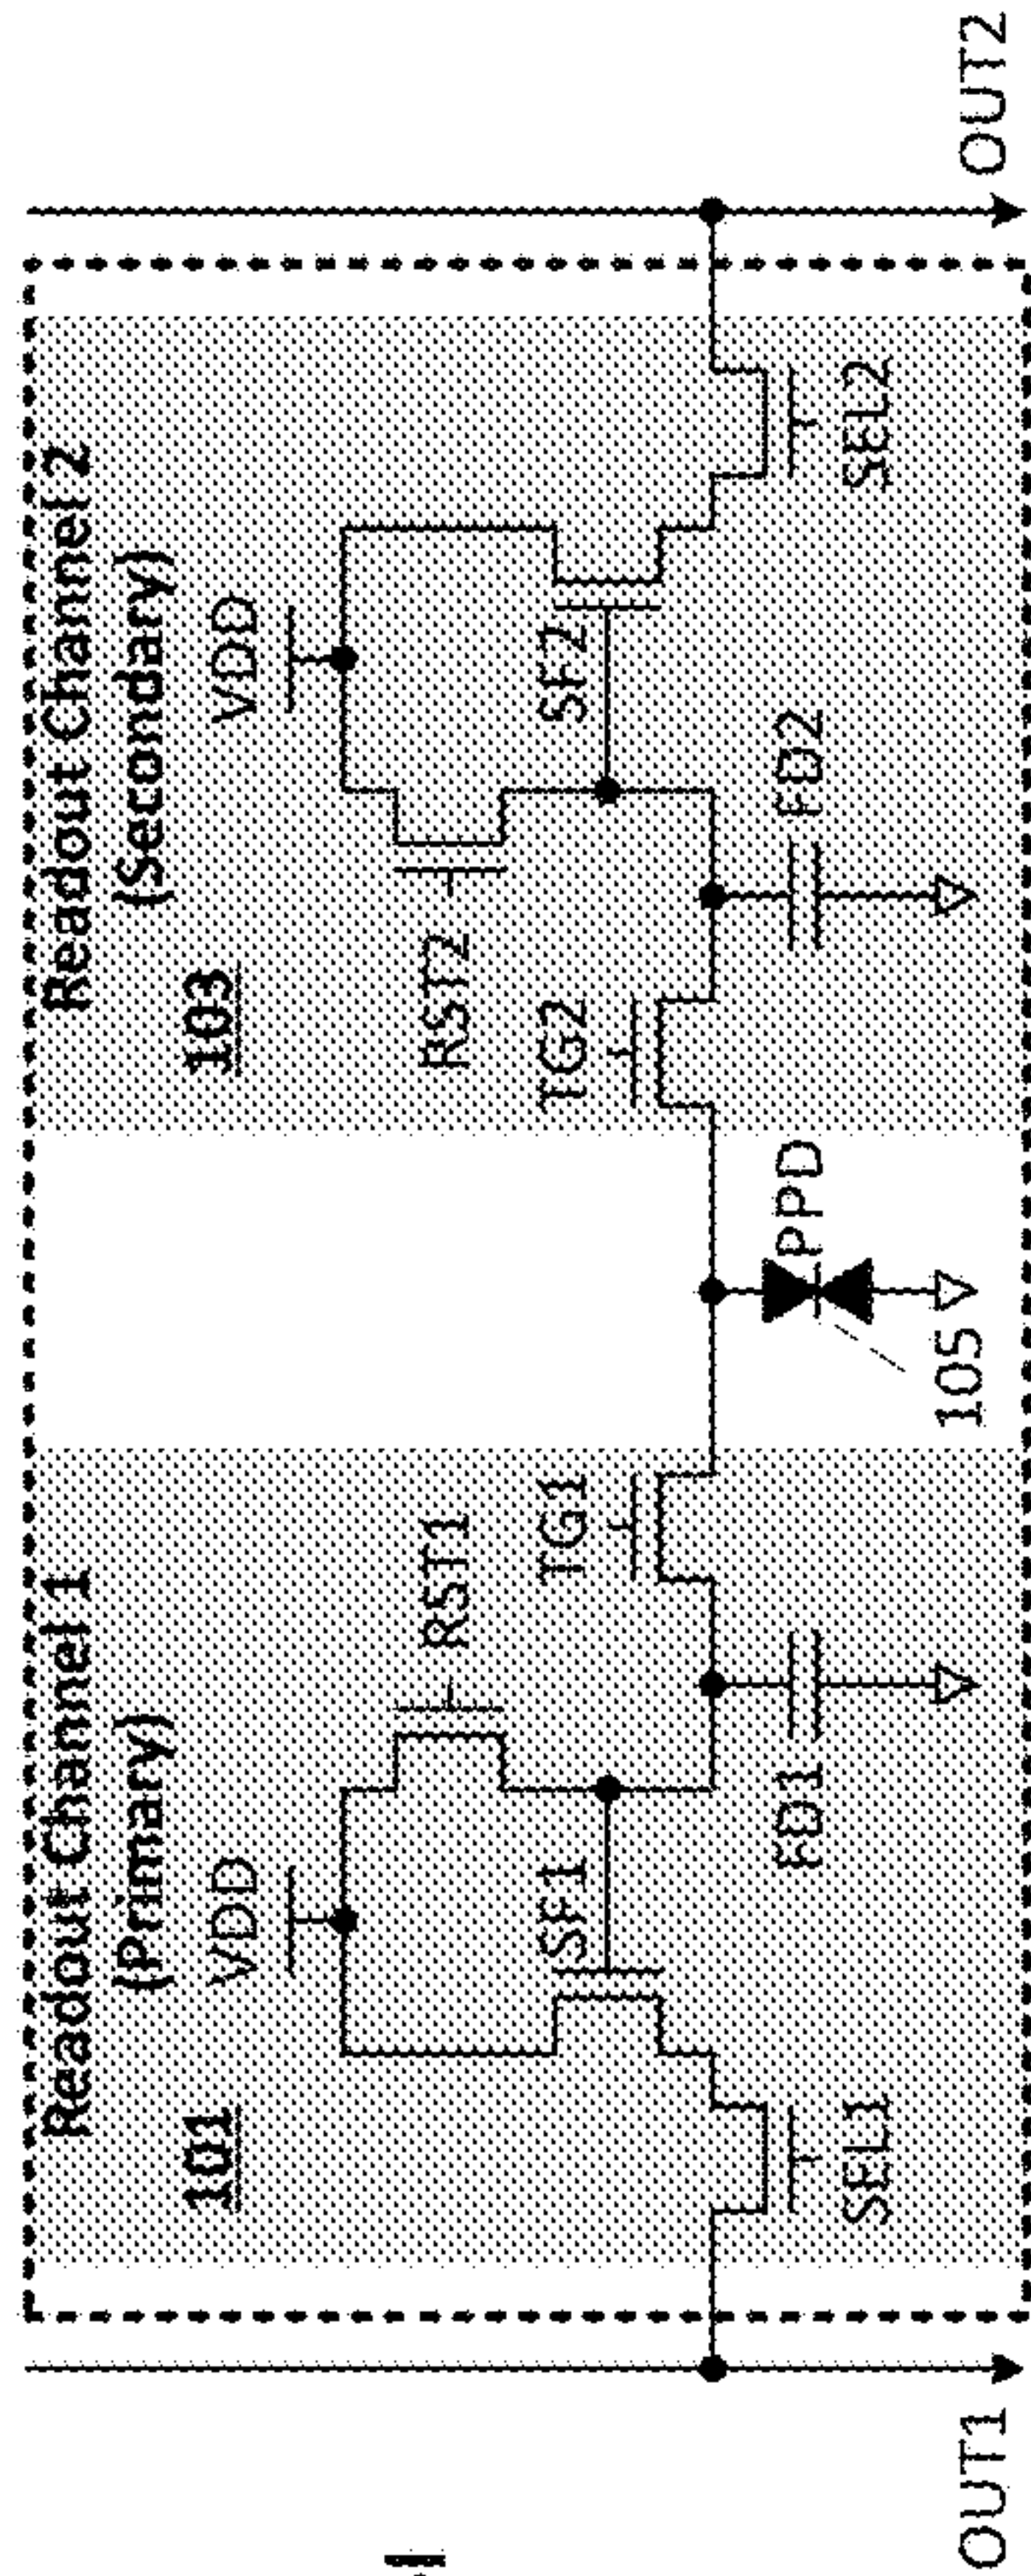 Readout Channel 1
(Primary)
101
VDD
RST1
SF1
TG1
FD1
SEL1
OUT1
PPD
105
Readout Channel 2
(Secondary)
103
VDD
RST2
SF2
TG2
FD2
SEL2
OUT2